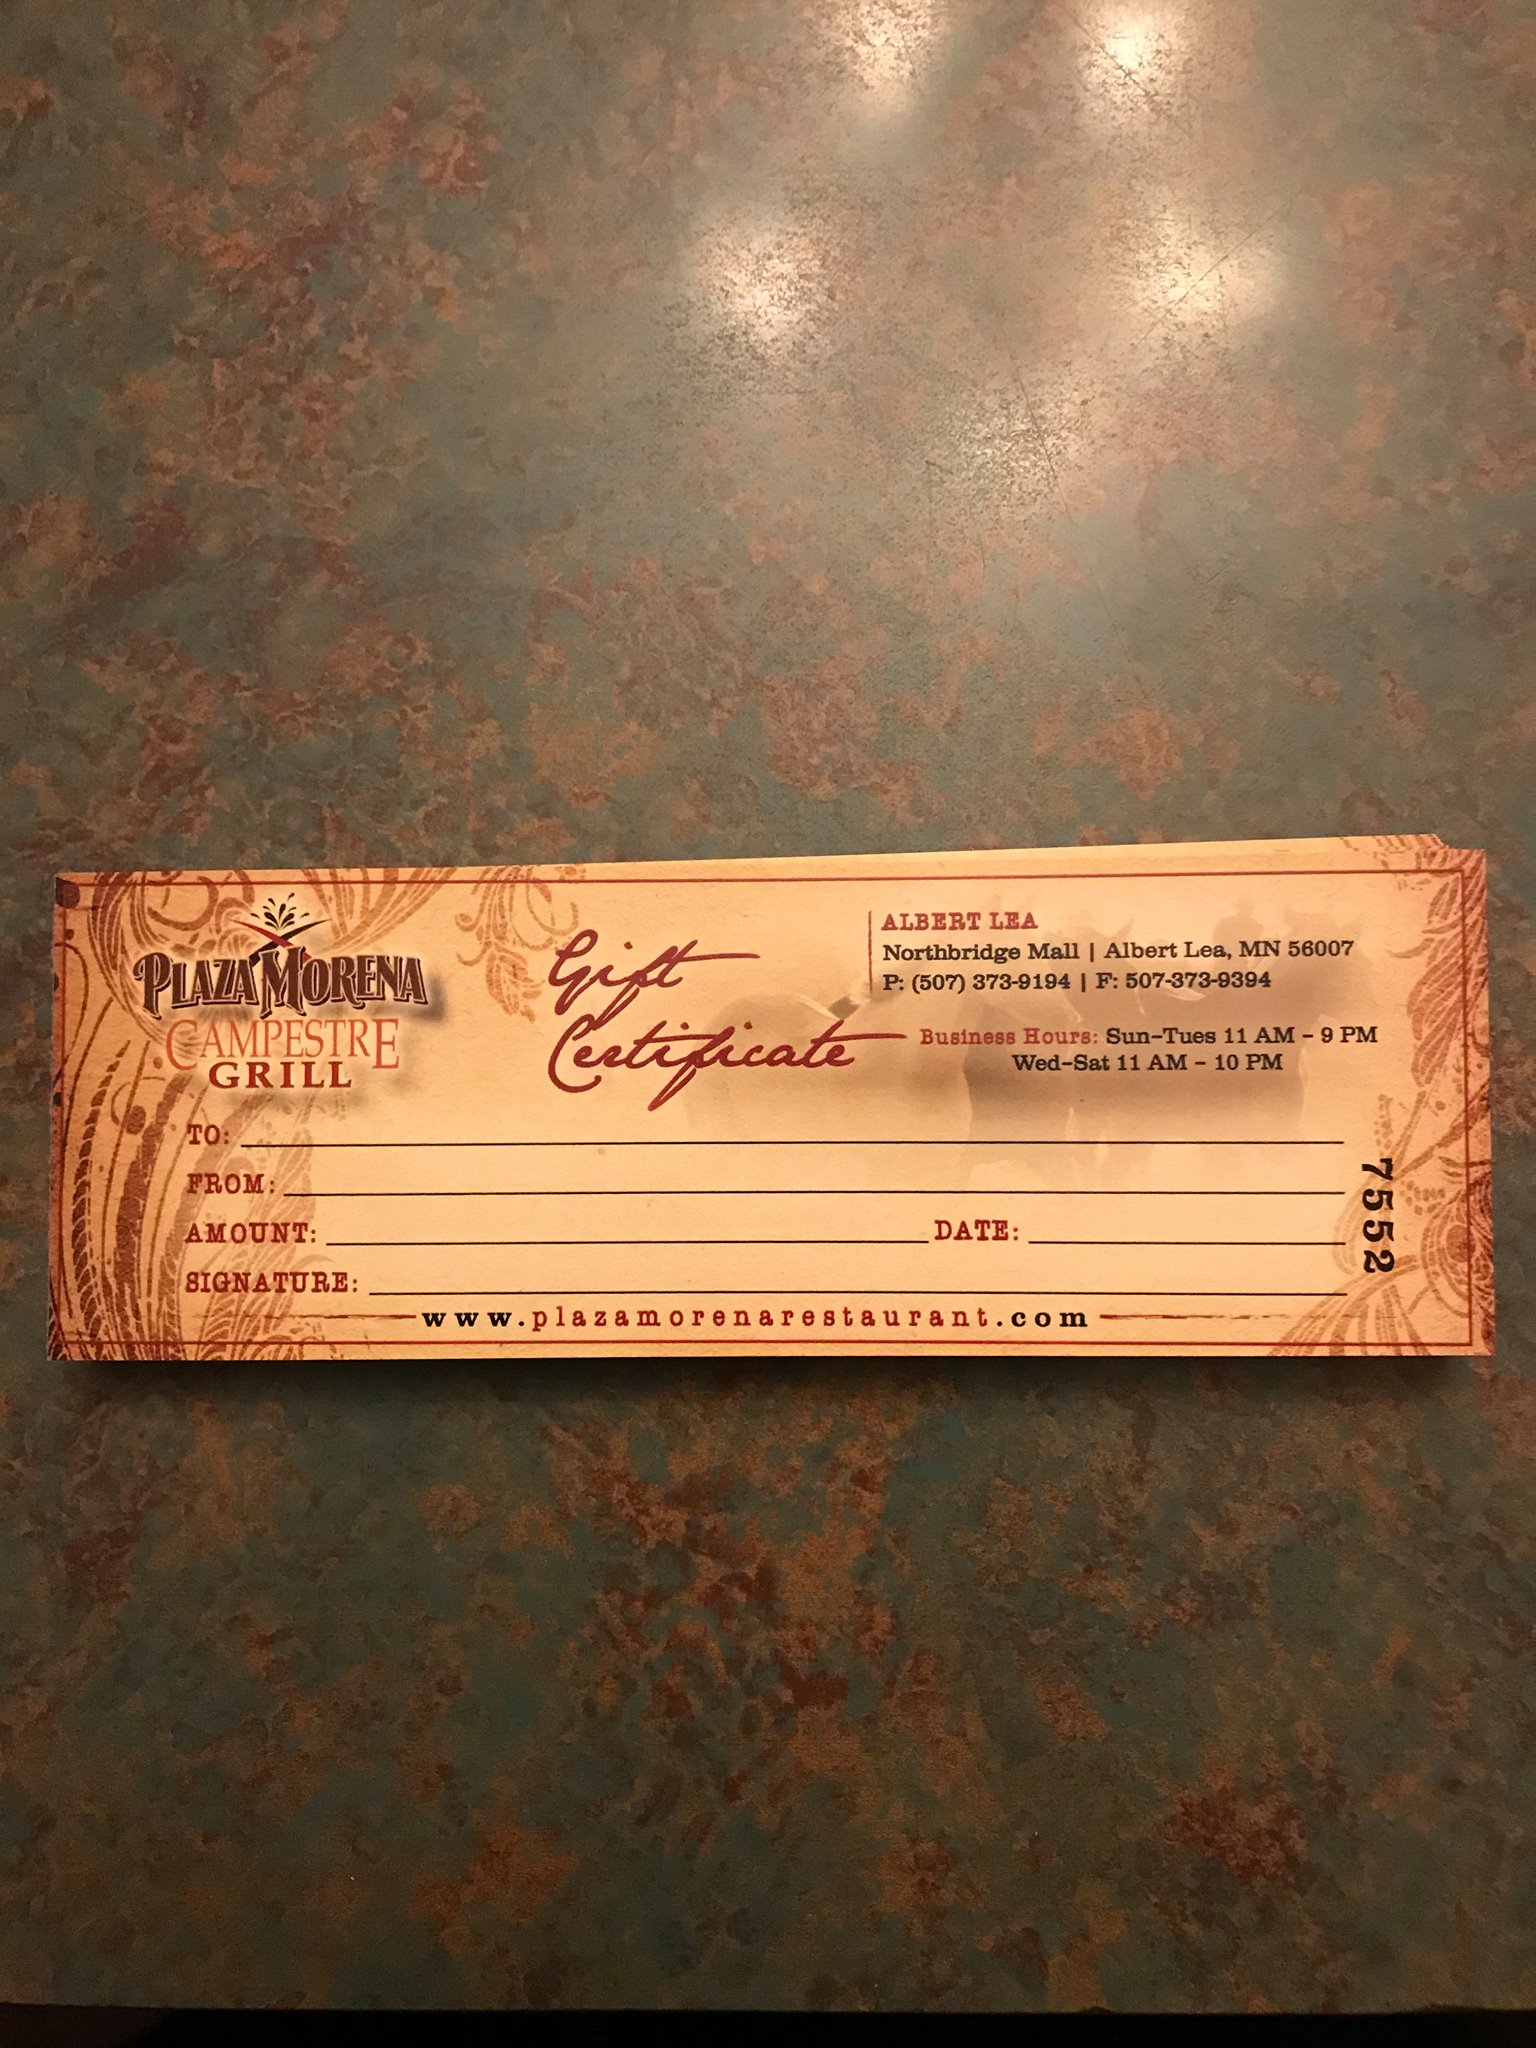 PLAZA MORENA
CAMPESTRE
GRILL
Gift
Certificate
ALBERT LEA
Northbridge Mall | Albert Lea, MN 56007
P: (507) 373-9194 | F: 507-373-9394
Business Hours: Sun-Tues 11 AM - 9 PM
Wed-Sat 11 AM - 10 PM
TO:
FROM:
AMOUNT: DATE:
SIGNATURE:
7552
www.plazamorenarestaurant.com